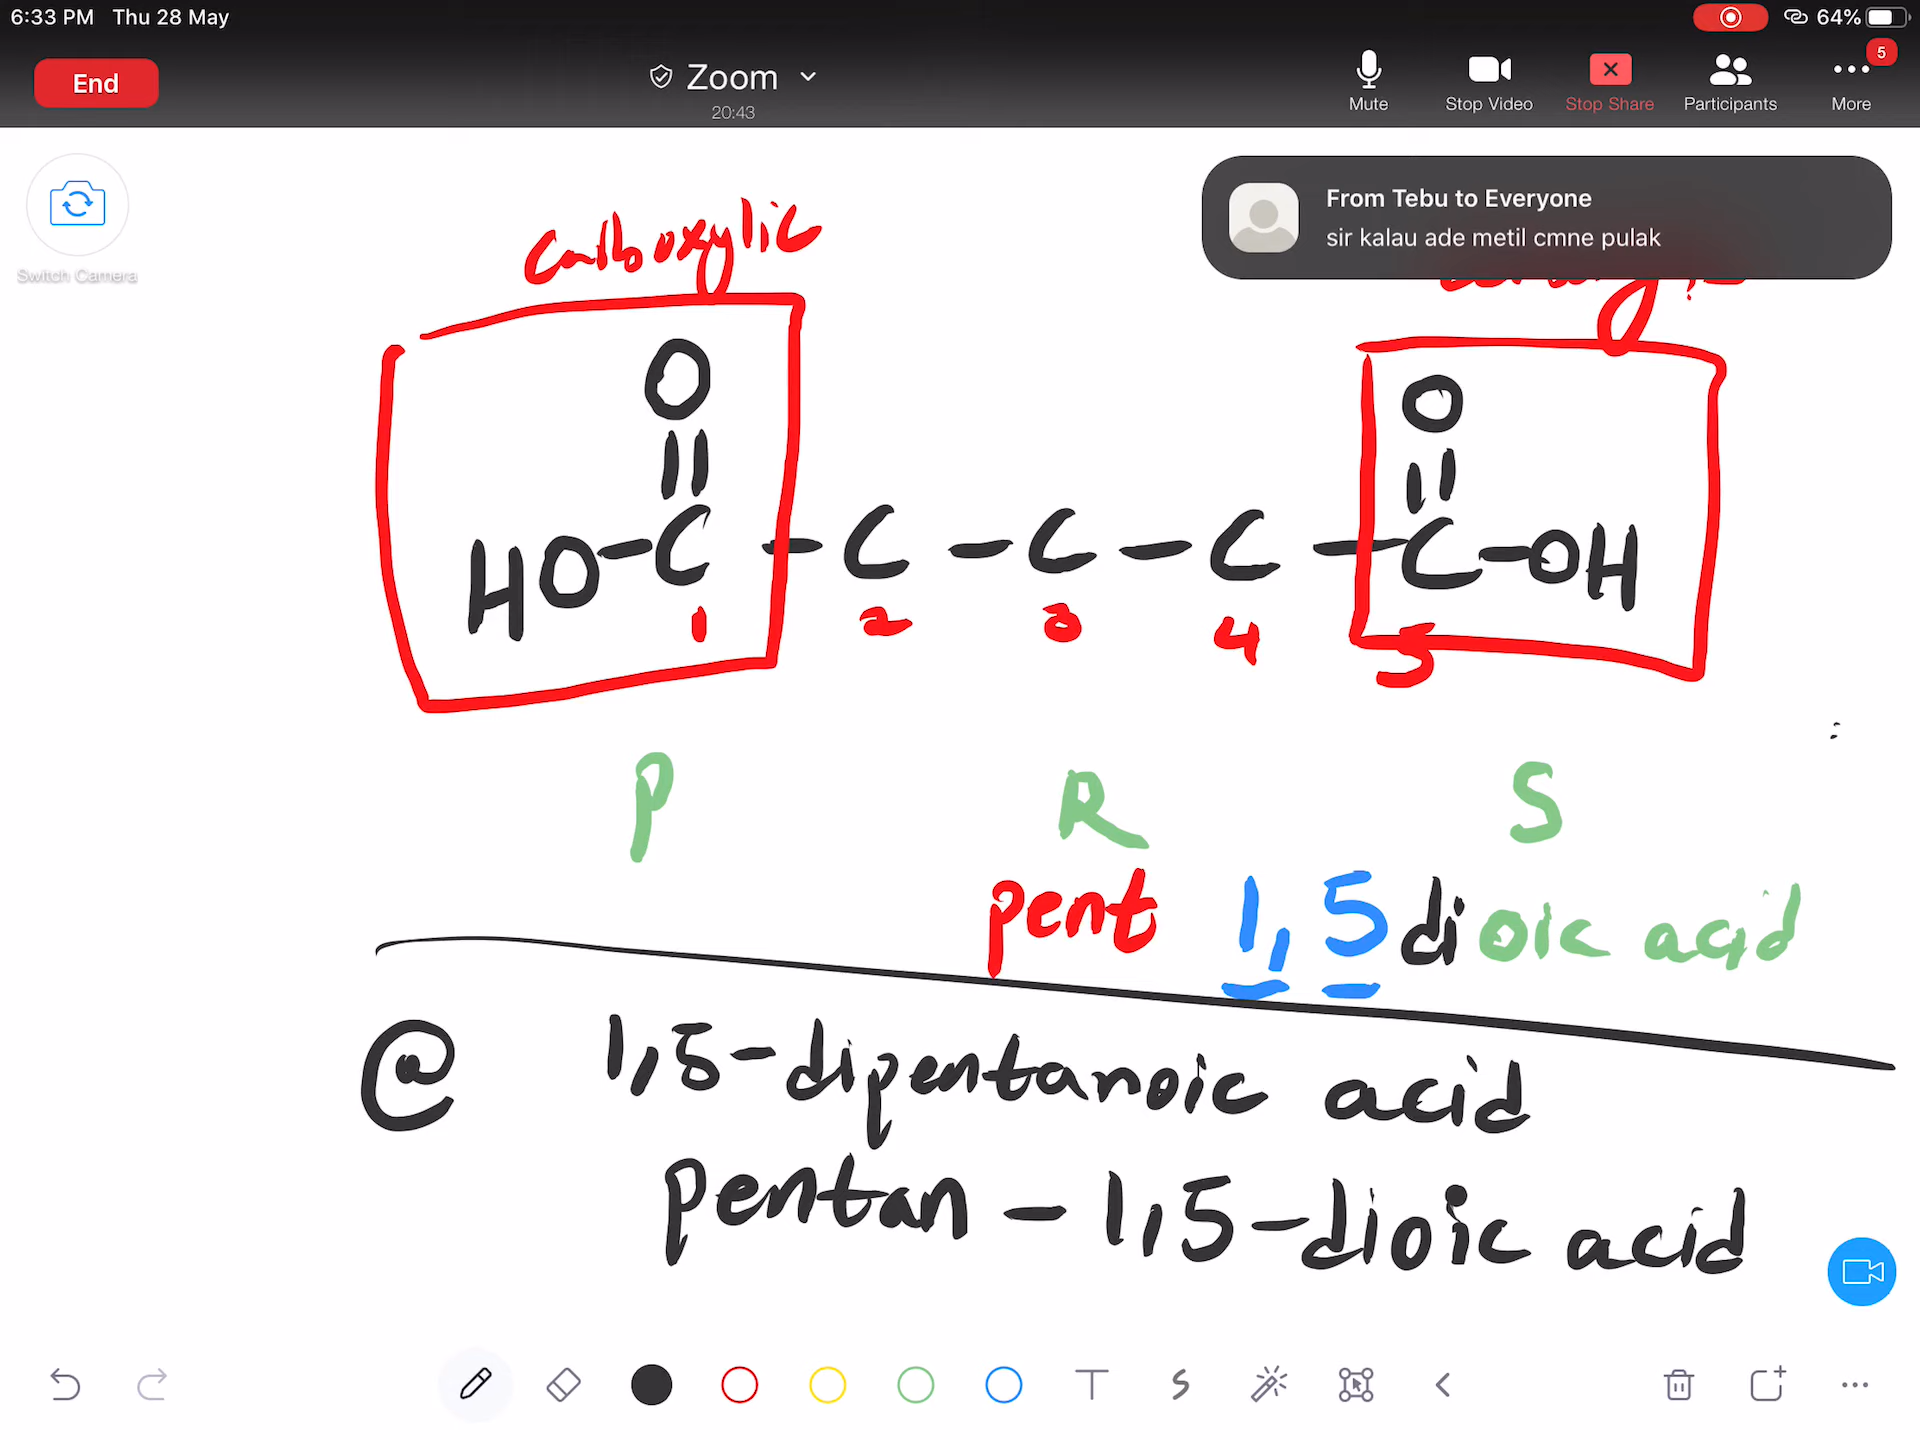 6:33 PM Thu 28 May
64%
End
Zoom
20:43
Mute
Stop Video
Stop Share
Participants
More
5
Switch Camera
From Tebu to Everyone
sir kalau ade metil cmne pulak
carboxylic
O
O
HO-C-C-C-C-C-OH
1 2 3 4 5
P R S
pent 1,5 dioic acid
@ 1,5-dipentanoic acid
pentan-1,5-dioic acid
T